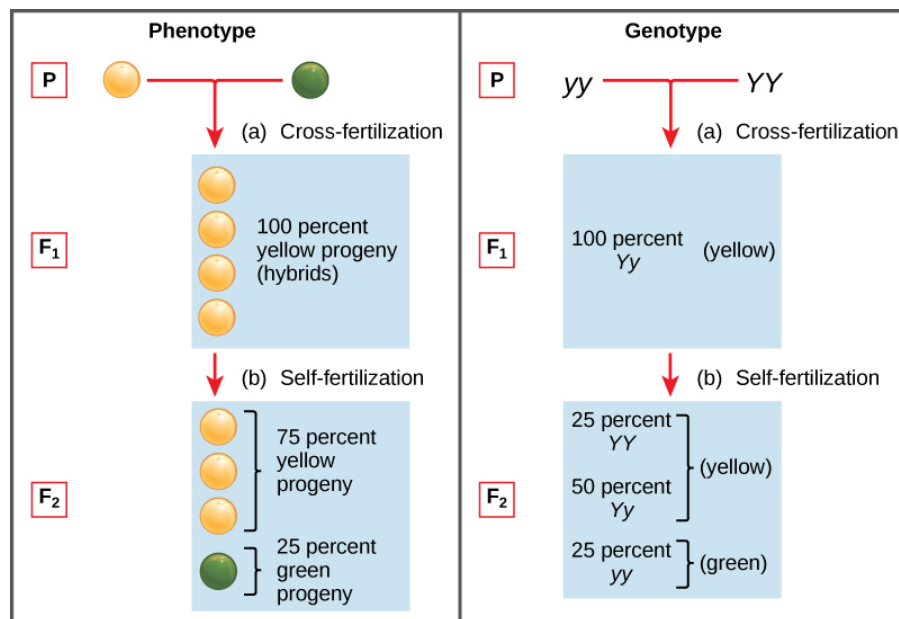 Phenotype
P
(a) Cross-fertilization
F1
100 percent
yellow progeny
(hybrids)
(b) Self-fertilization
F2
75 percent
yellow
progeny
25 percent
green
progeny
Genotype
P
yy YY
(a) Cross-fertilization
F1
100 percent
Yy
(yellow)
(b) Self-fertilization
F2
25 percent
YY
50 percent
Yy
(yellow)
25 percent
yy
(green)